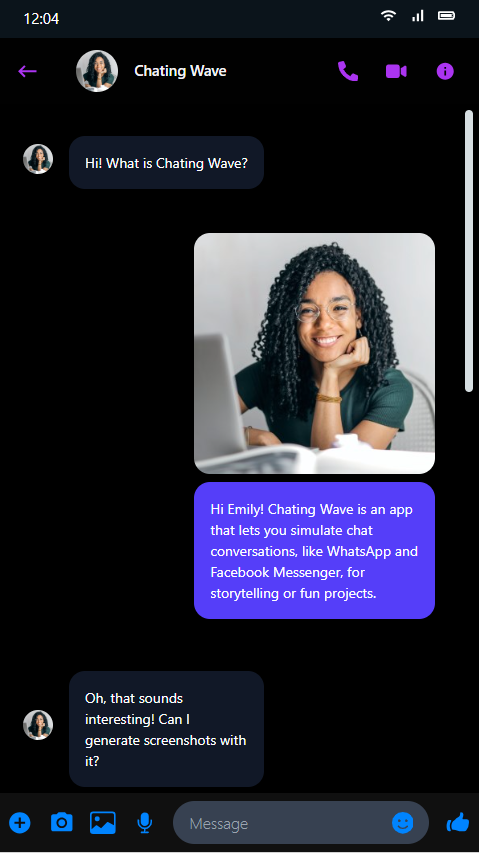 12:04
Chating Wave
Hi! What is Chating Wave?
Hi Emily! Chating Wave is an app
that lets you simulate chat
conversations, like WhatsApp and
Facebook Messenger, for
storytelling or fun projects.
Oh, that sounds
interesting! Can I
generate screenshots with
it?
Message